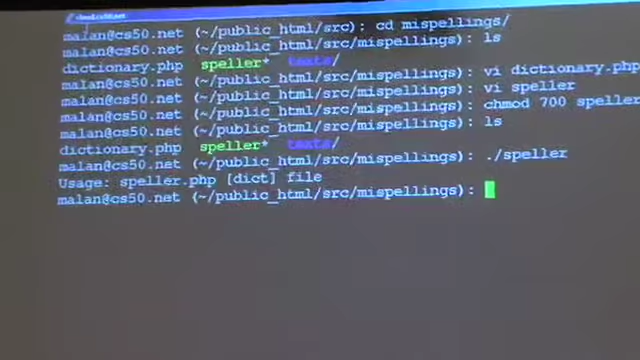 malan@cs50.net (~/public_html/src): cd mispellings/
malan@cs50.net (~/public_html/src/mispellings): ls
dictionary.php speller* texts/
malan@cs50.net (~/public_html/src/mispellings): vi dictionary.php
malan@cs50.net (~/public_html/src/mispellings): vi speller
malan@cs50.net (~/public_html/src/mispellings): chmod 700 speller
malan@cs50.net (~/public_html/src/mispellings): ls
dictionary.php speller* texts/
malan@cs50.net (~/public_html/src/mispellings): ./speller
Usage: speller.php [dict] file
malan@cs50.net (~/public_html/src/mispellings):